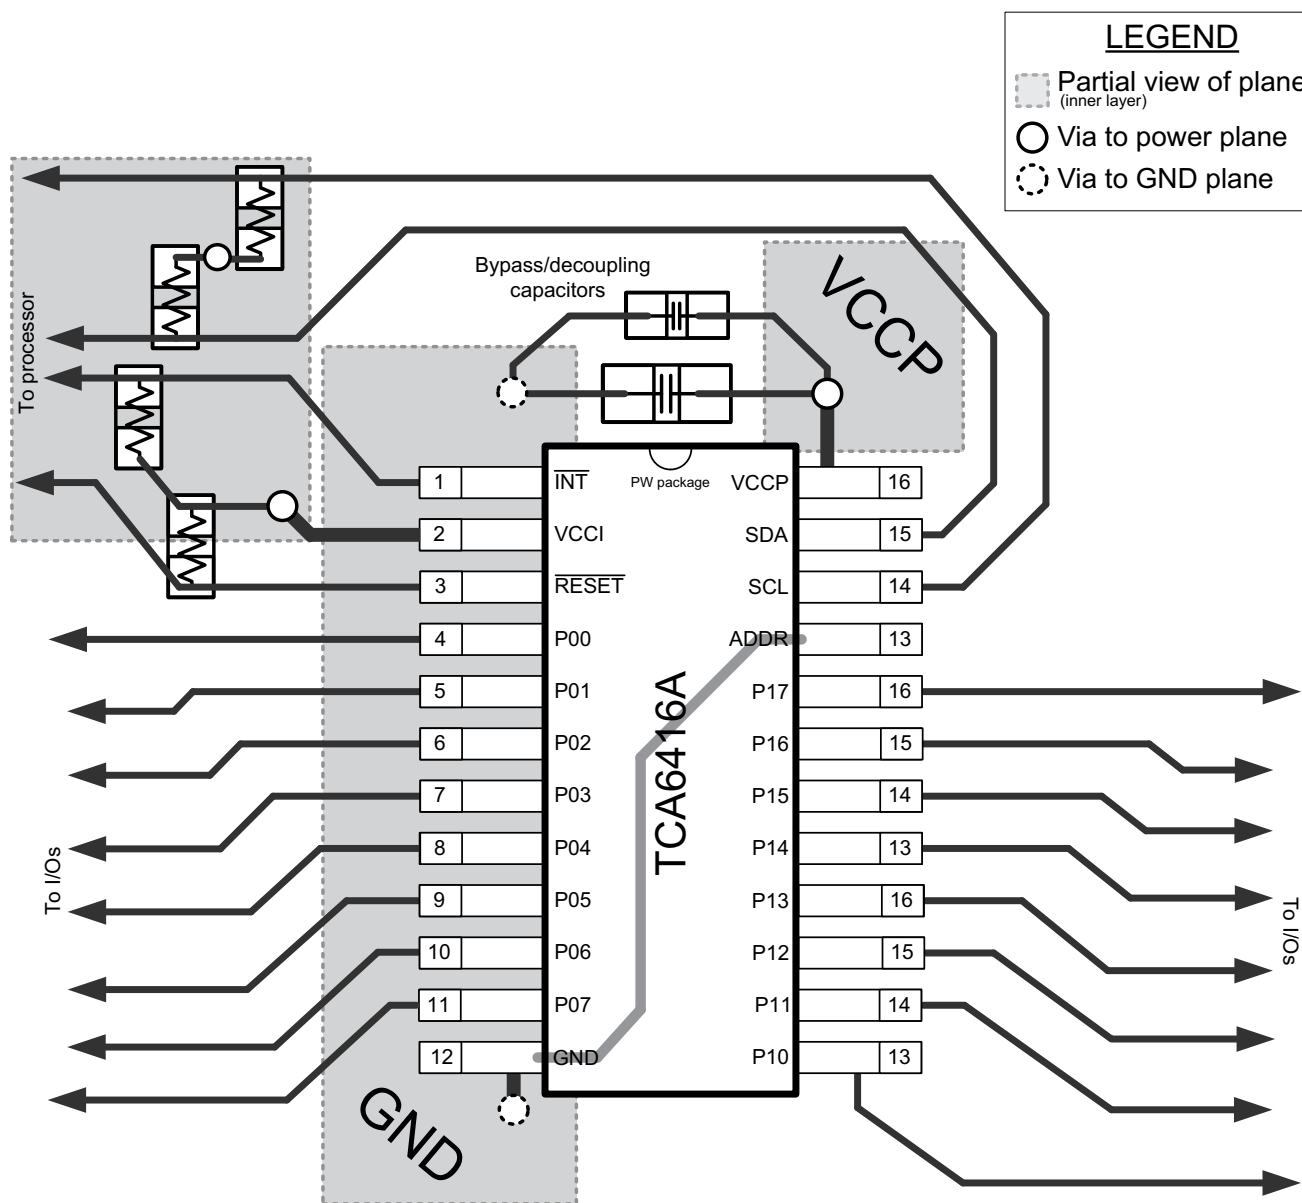 LEGEND
Partial view of plane
(inner layer)
Via to power plane
Via to GND plane
To processor
Bypass/decoupling
capacitors
VCCP
PW package
TCA6416A
1 INT VCCP 16
2 VCCI SDA 15
3 RESET SCL 14
4 P00 ADDR 13
5 P01 P17 16
6 P02 P16 15
7 P03 P15 14
8 P04 P14 13
9 P05 P13 16
10 P06 P12 15
11 P07 P11 14
12 GND P10 13
To I/Os
To I/Os
GND